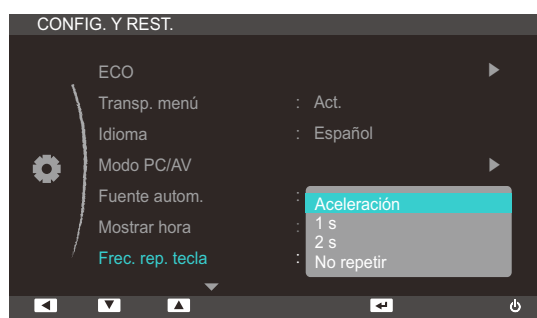 CONFIG. Y REST.
ECO
Transp. menú : Act.
Idioma : Español
Modo PC/AV
Fuente autom. :
Aceleración
Mostrar hora :
1 s
2 s
Frec. rep. tecla :
No repetir